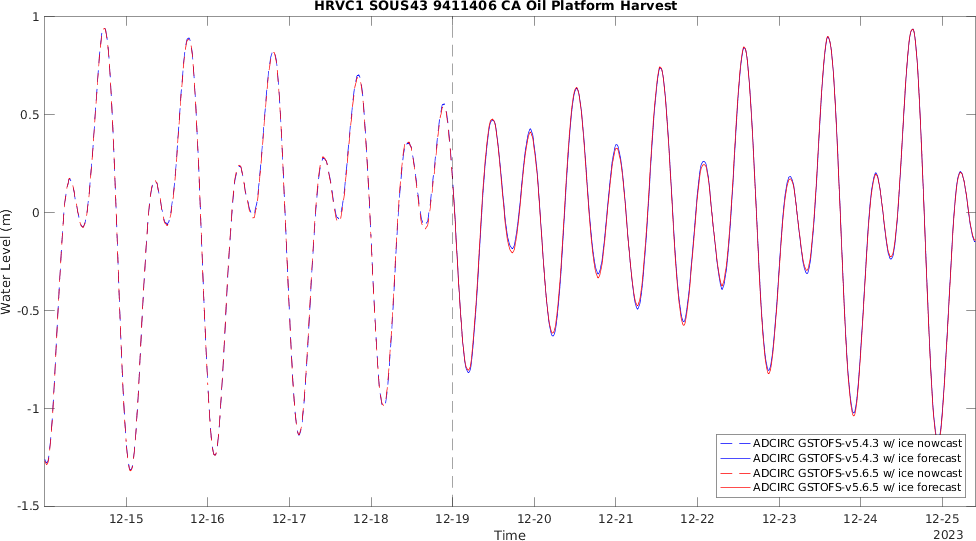 HRVC1 SOUS43 9411406 CA Oil Platform Harvest
1
0.5
0
-0.5
-1
-1.5
Water Level (m)
ADCIRC GSTOFS-v5.4.3 w/ ice nowcast
ADCIRC GSTOFS-v5.4.3 w/ ice forecast
ADCIRC GSTOFS-v5.6.5 w/ ice nowcast
ADCIRC GSTOFS-v5.6.5 w/ ice forecast
12-15 12-16 12-17 12-18 12-19 12-20 12-21 12-22 12-23 12-24 12-25
Time
2023